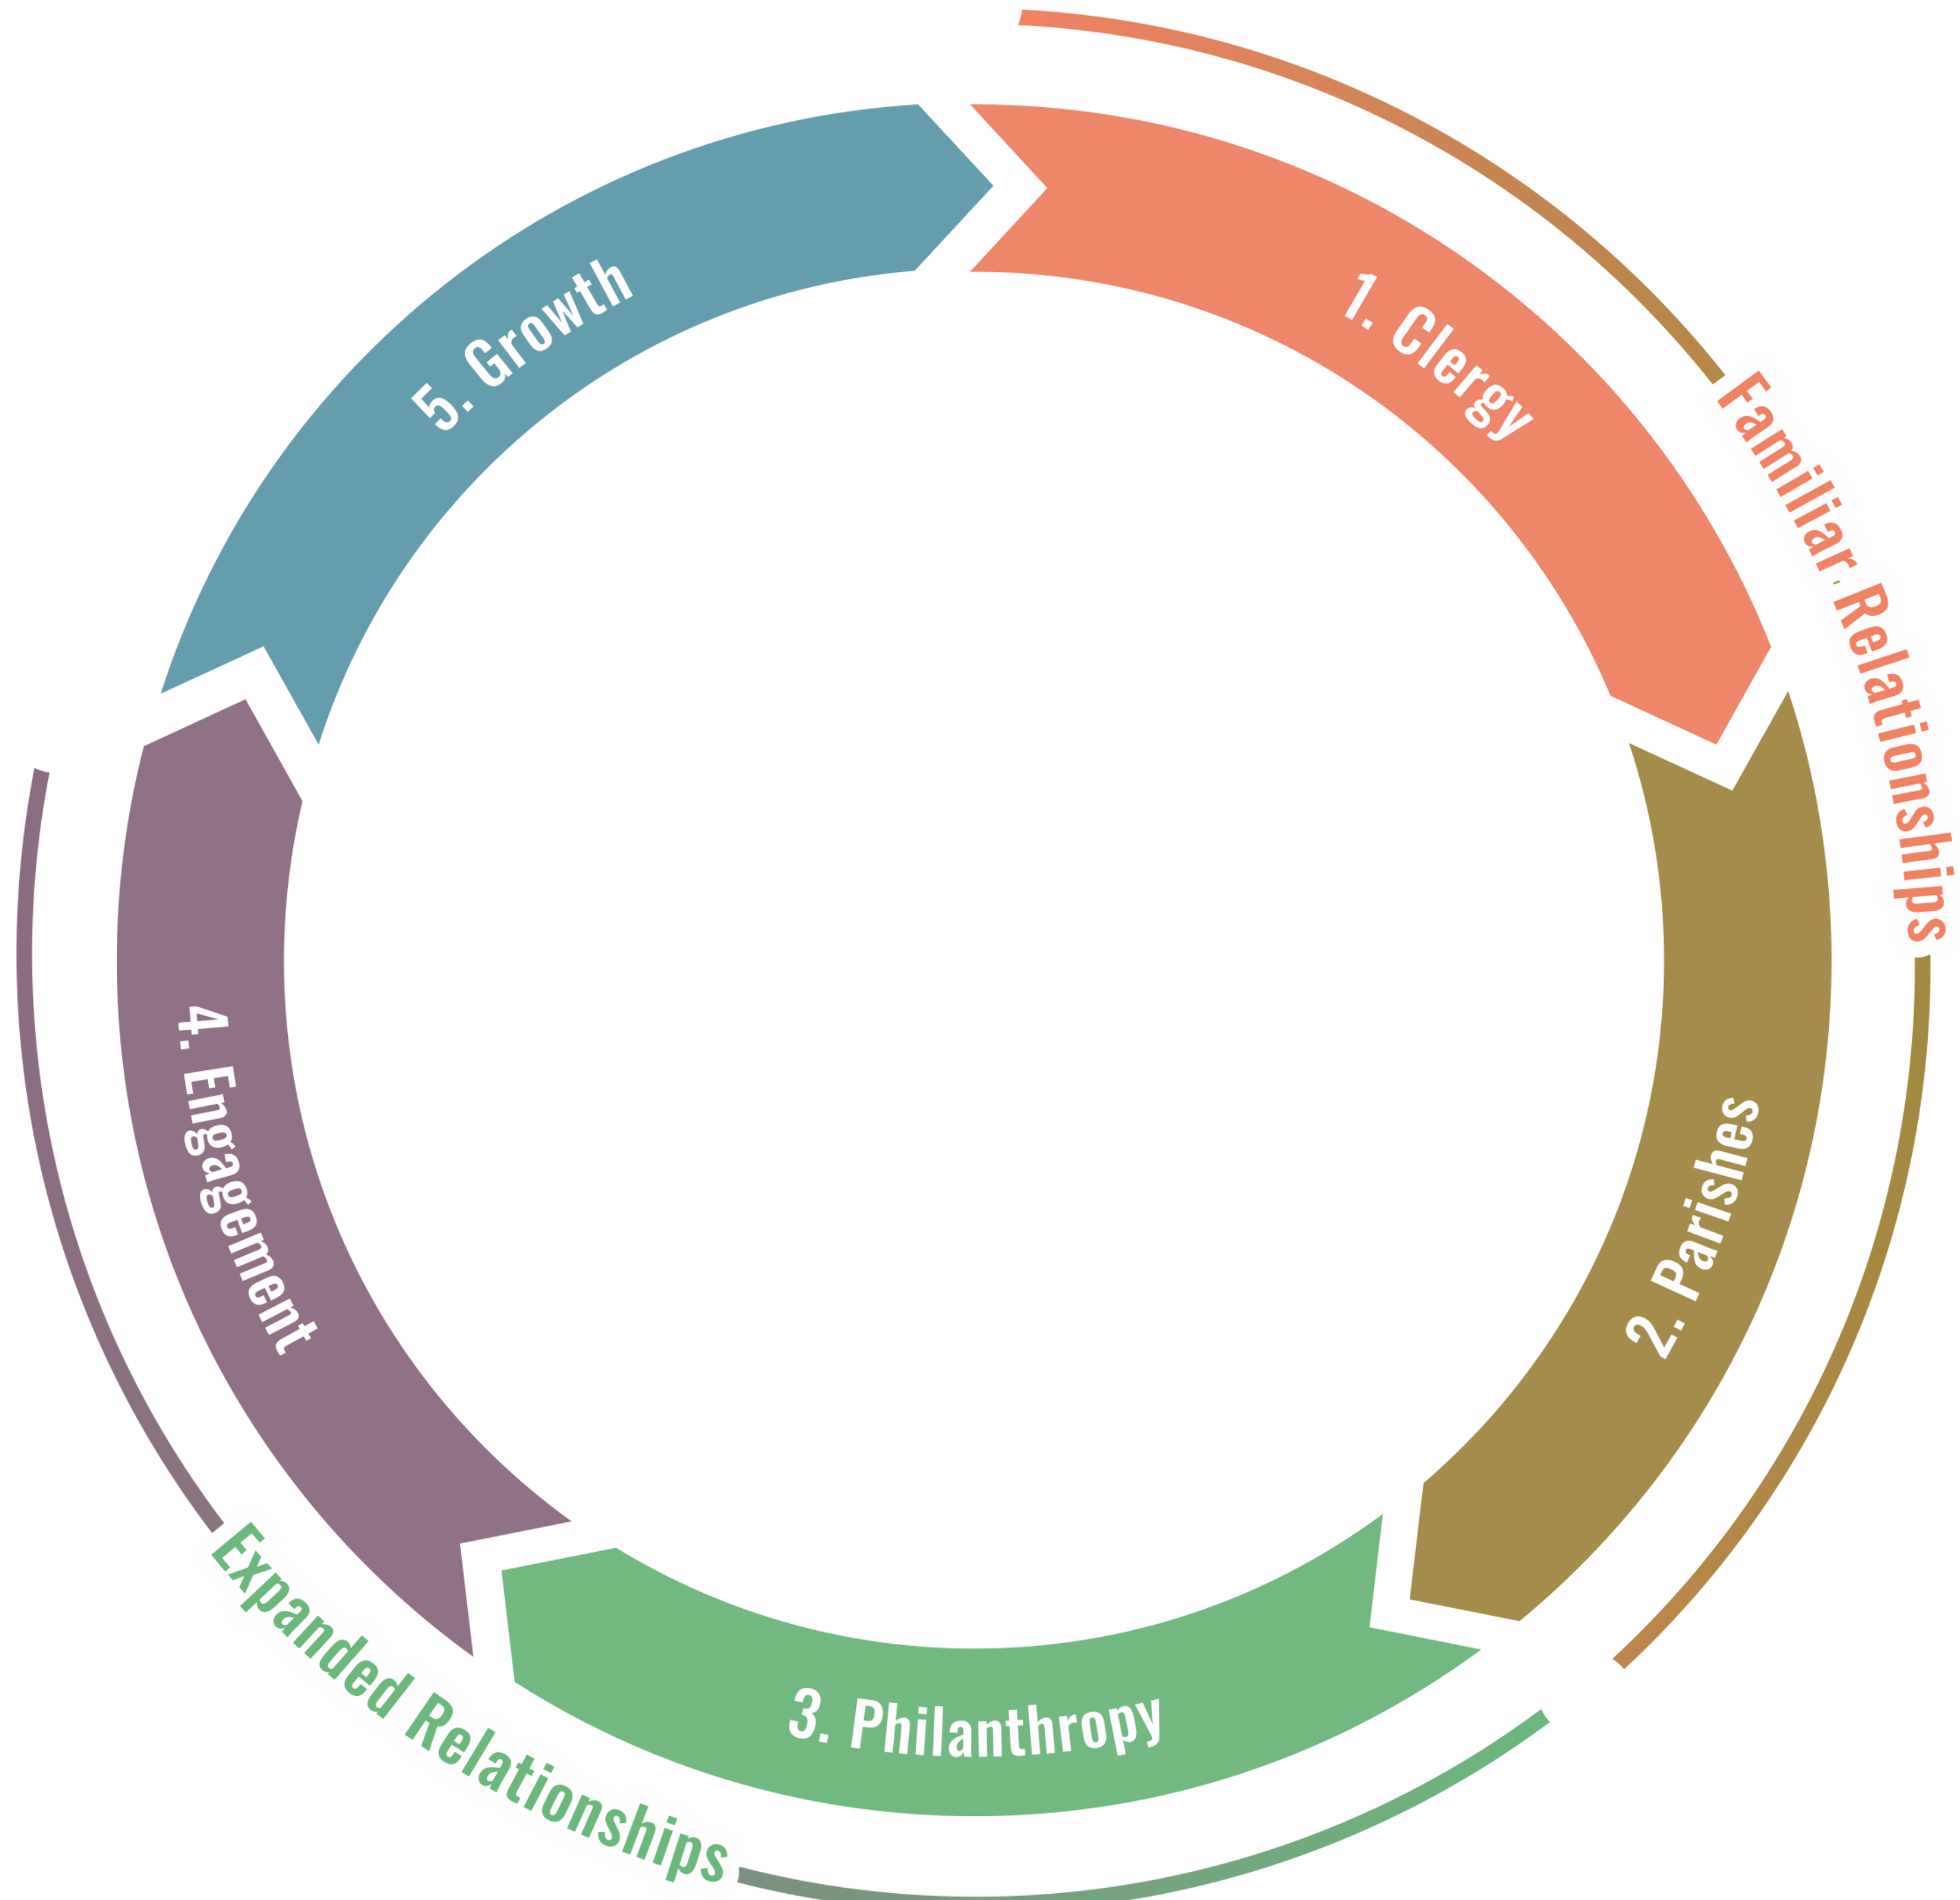 1. Clergy
Familiar Relationships
2. Parishes
3. Philanthropy
Expanded Relationships
4. Engagement
5. Growth